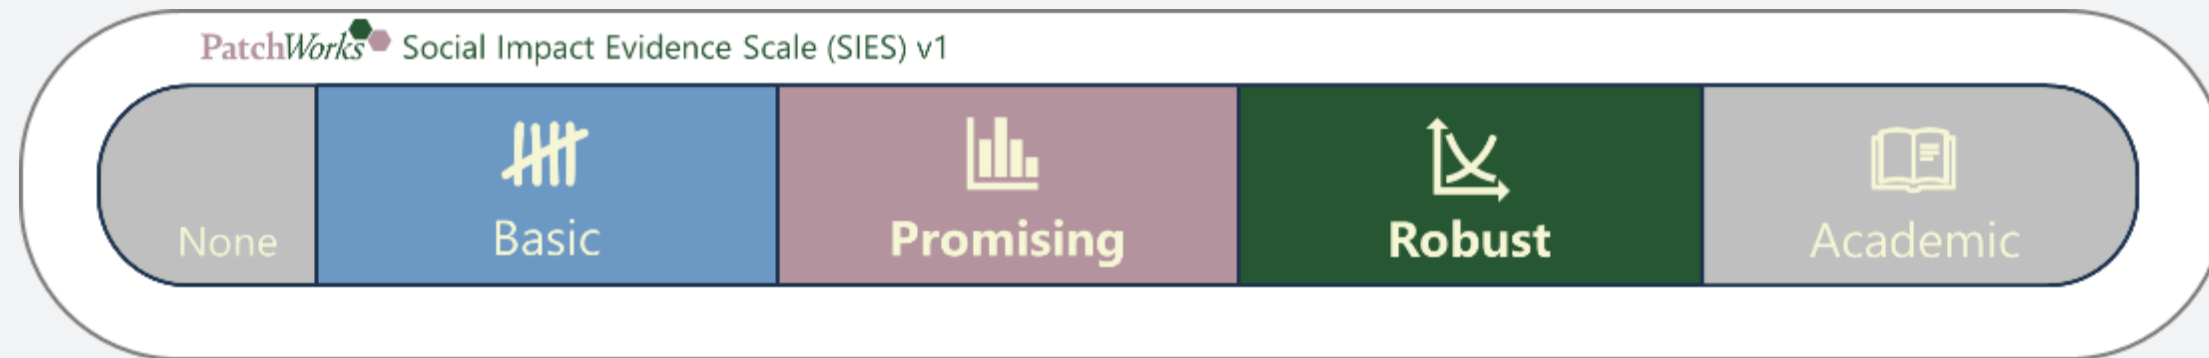 PatchWorks Social Impact Evidence Scale (SIES) v1
None
Basic
Promising
Robust
Academic